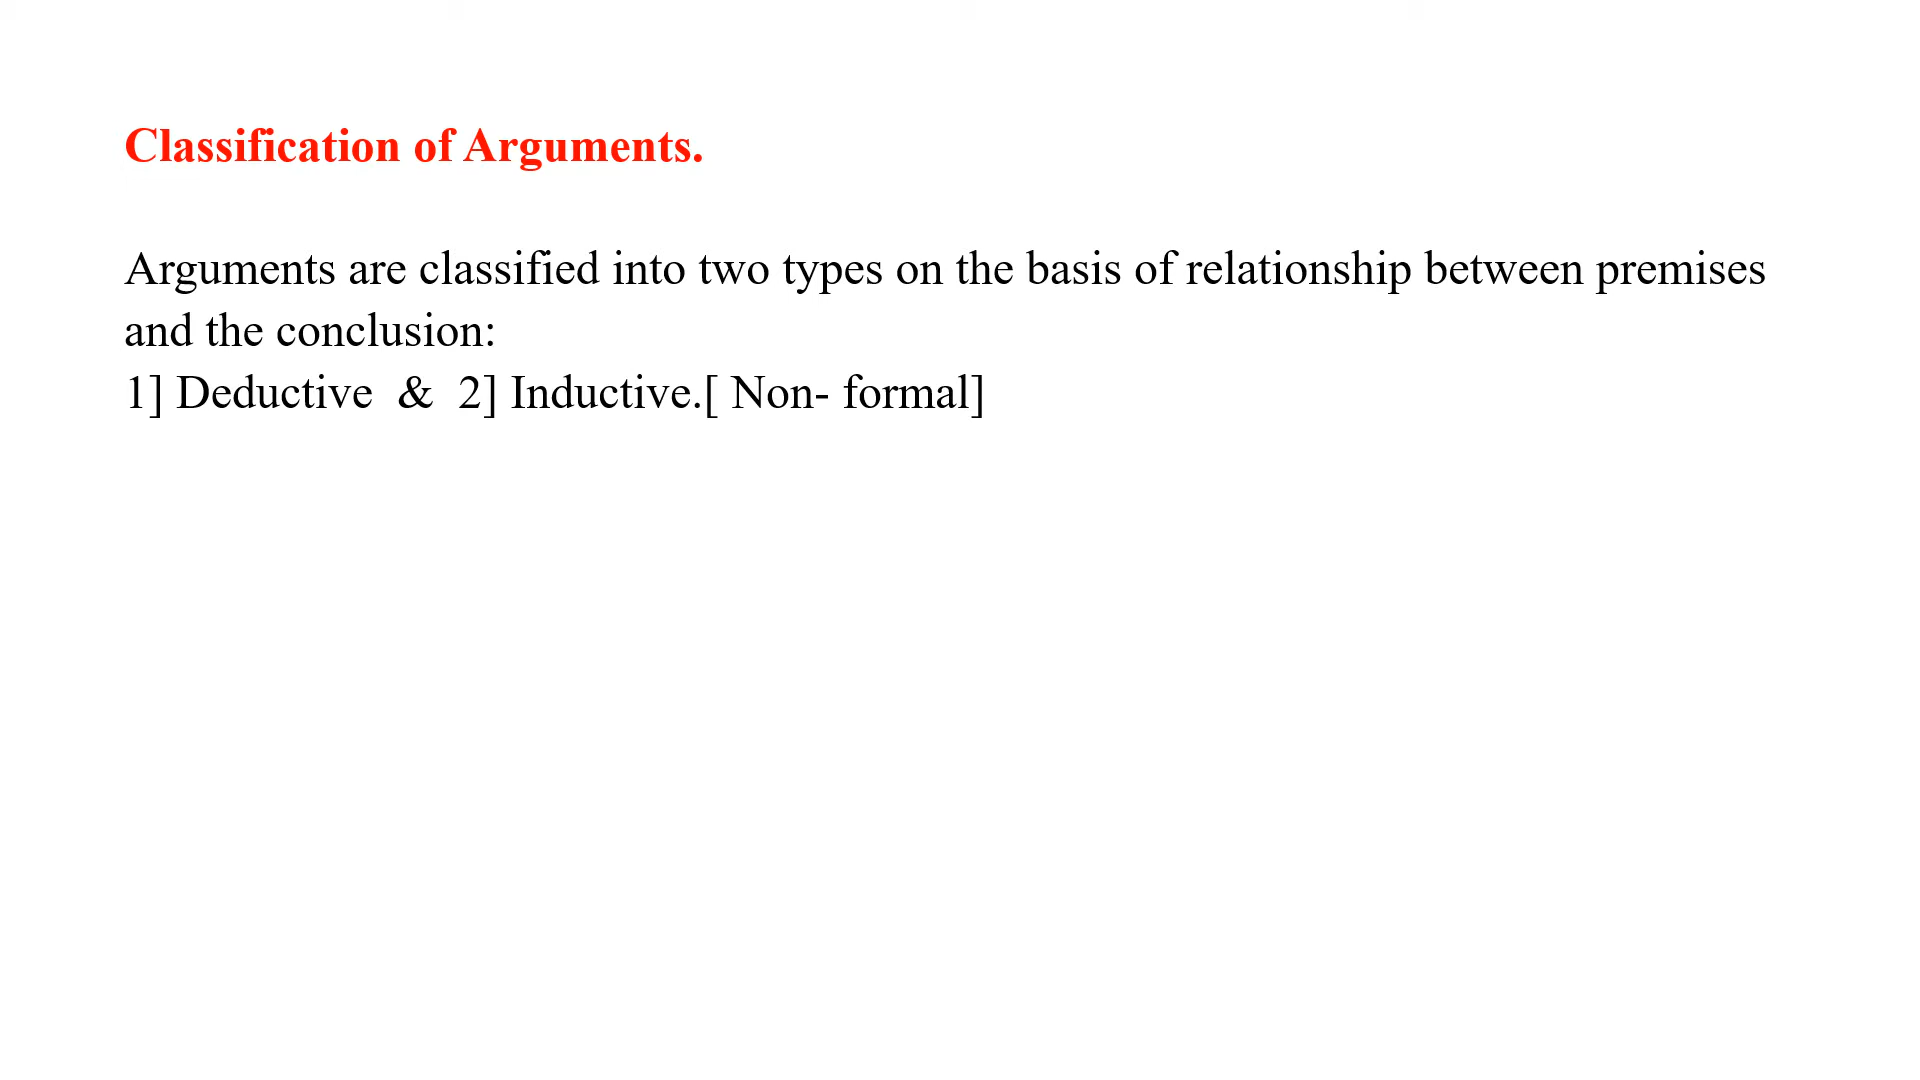 Classification of Arguments.
Arguments are classified into two types on the basis of relationship between premises
and the conclusion:
1] Deductive  &  2] Inductive.[ Non- formal]